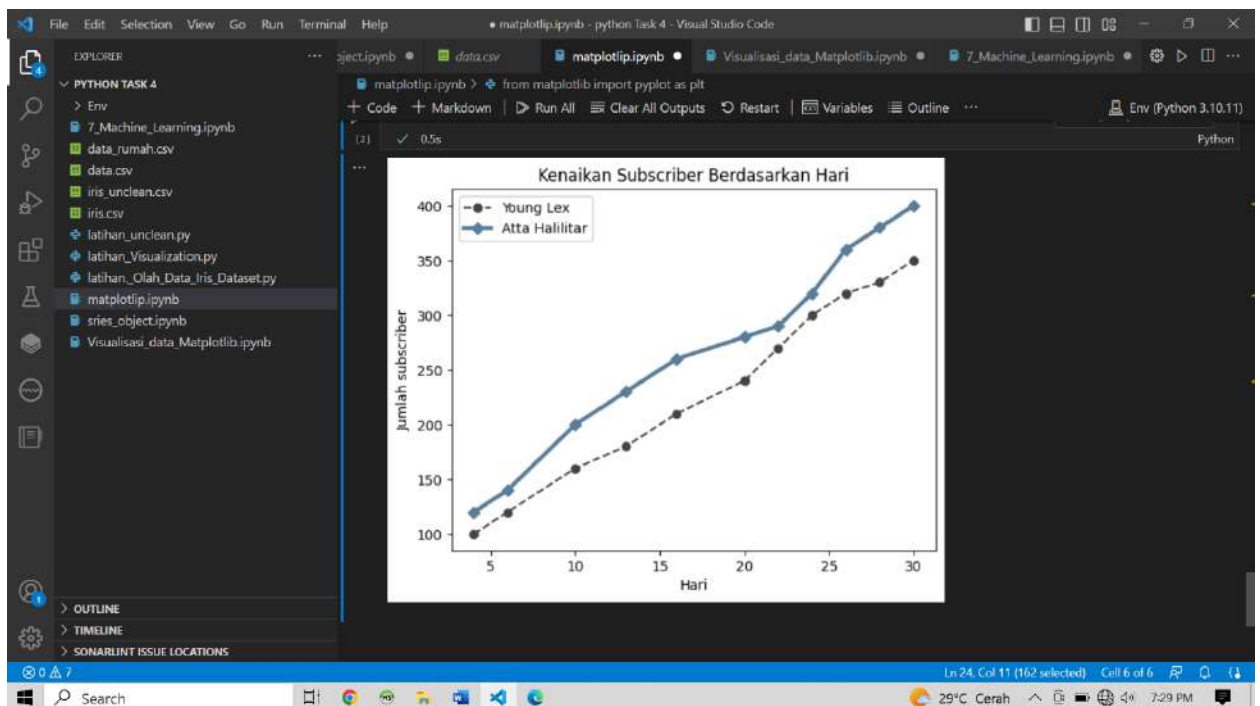 File Edit Selection View Go Run Terminal Help
● matplotlip.ipynb - python Task 4 - Visual Studio Code
EXPLORER
PYTHON TASK 4
Env
7_Machine_Learning.ipynb
data_rumah.csv
data.csv
iris_unclean.csv
iris.csv
latihan_unclean.py
latihan_Visualization.py
latihan._Olah_Data_Iris_Dataset.py
matplotlip.ipynb
sries_object.ipynb
Visualisasi_data_Matplotlib.ipynb
OUTLINE
TIMELINE
SONARLINT ISSUE LOCATIONS
oject.ipynb data.csv matplotlip.ipynb Visualisasi_data_Matplotlib.ipynb 7_Machine_Learning.ipynb
matplotlip.ipynb > from matplotlib import pyplot as plt
+ Code + Markdown Run All Clear All Outputs Restart Variables Outline ... Env (Python 3.10.11)
0.5s Python
Kenaikan Subscriber Berdasarkan Hari
Young Lex
Atta Halilitar
400
350
300
250
200
150
100
Jumlah subscriber
5 10 15 20 25 30
Hari
0 7 Ln 24, Col 11 (162 selected) Cell 6 of 6
Search 29°C Cerah 7:29 PM